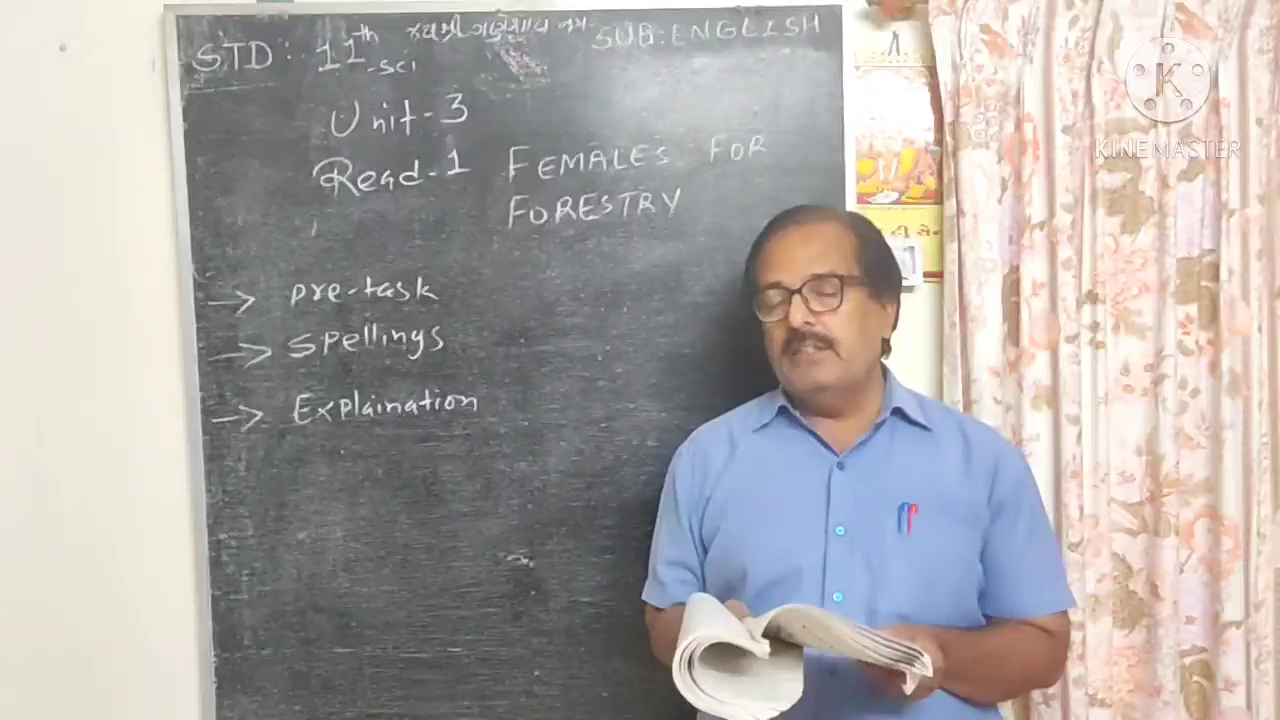 STD: 11th -sci
SUB: ENGLISH
Unit-3
Read-1 FEMALES FOR
FORESTRY
→ pre-task
→ spellings
→ Explaination
K
KINEMASTER